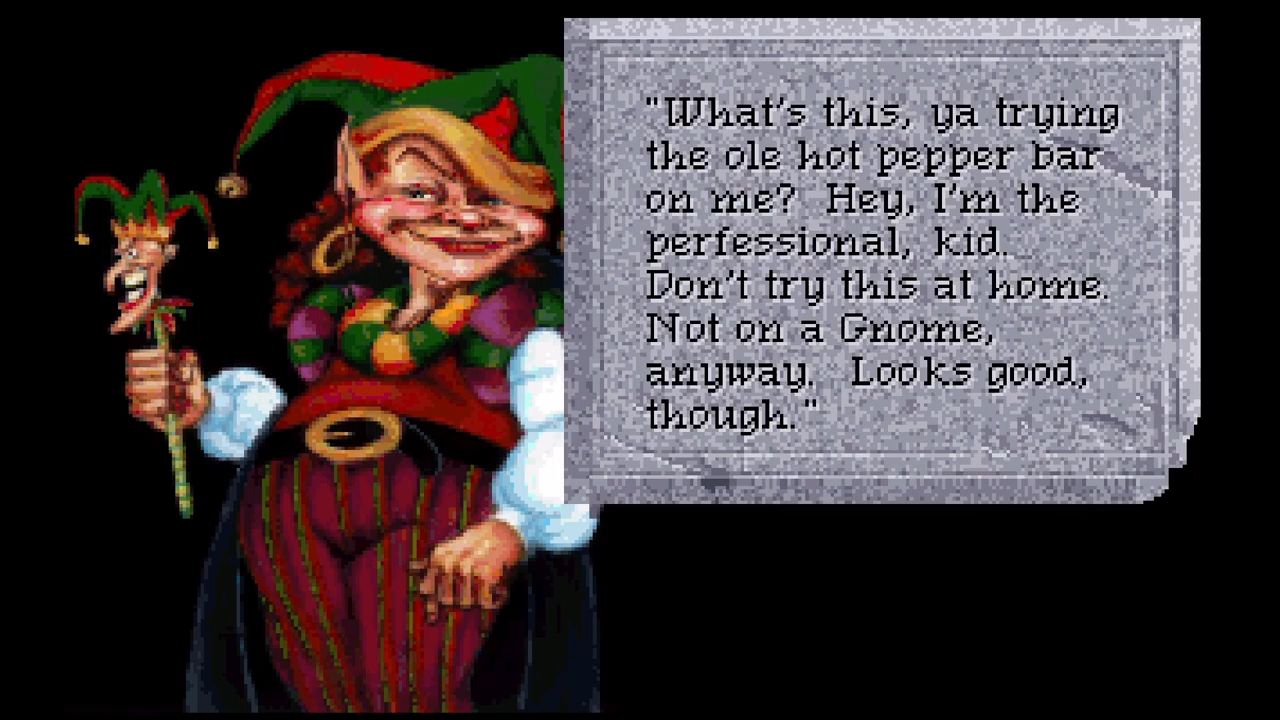 "What's this, ya trying
the ole hot pepper bar
on me?  Hey, I'm the
perfessional, kid.
Don't try this at home.
Not on a Gnome,
anyway.  Looks good,
though."